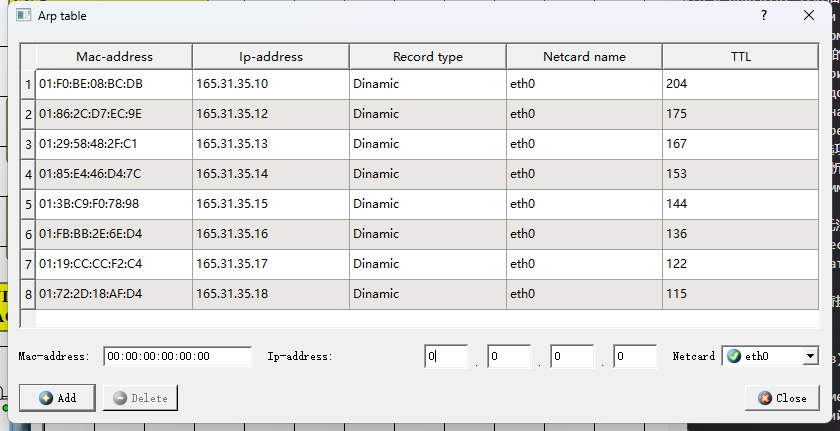 Arp table
Mac-address Ip-address Record type Netcard name TTL
1 01:F0:BE:08:BC:DB 165.31.35.10 Dinamic eth0 204
2 01:86:2C:D7:EC:9E 165.31.35.12 Dinamic eth0 175
3 01:29:58:48:2F:C1 165.31.35.13 Dinamic eth0 167
4 01:85:E4:46:D4:7C 165.31.35.14 Dinamic eth0 153
5 01:3B:C9:F0:78:98 165.31.35.15 Dinamic eth0 144
6 01:FB:BB:2E:6E:D4 165.31.35.16 Dinamic eth0 136
7 01:19:CC:CC:F2:C4 165.31.35.17 Dinamic eth0 122
8 01:72:2D:18:AF:D4 165.31.35.18 Dinamic eth0 115
Mac-address: 00:00:00:00:00:00 Ip-address: 0 . 0 . 0 . 0 Netcard eth0
Add Delete Close